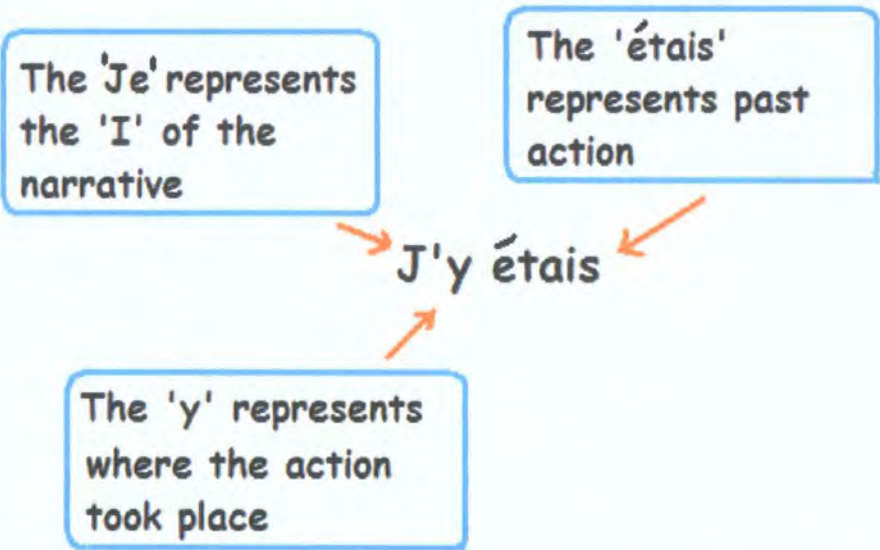 The 'Je' represents
the 'I' of the
narrative
The 'étais'
represents past
action
J'y étais
The 'y' represents
where the action
took place